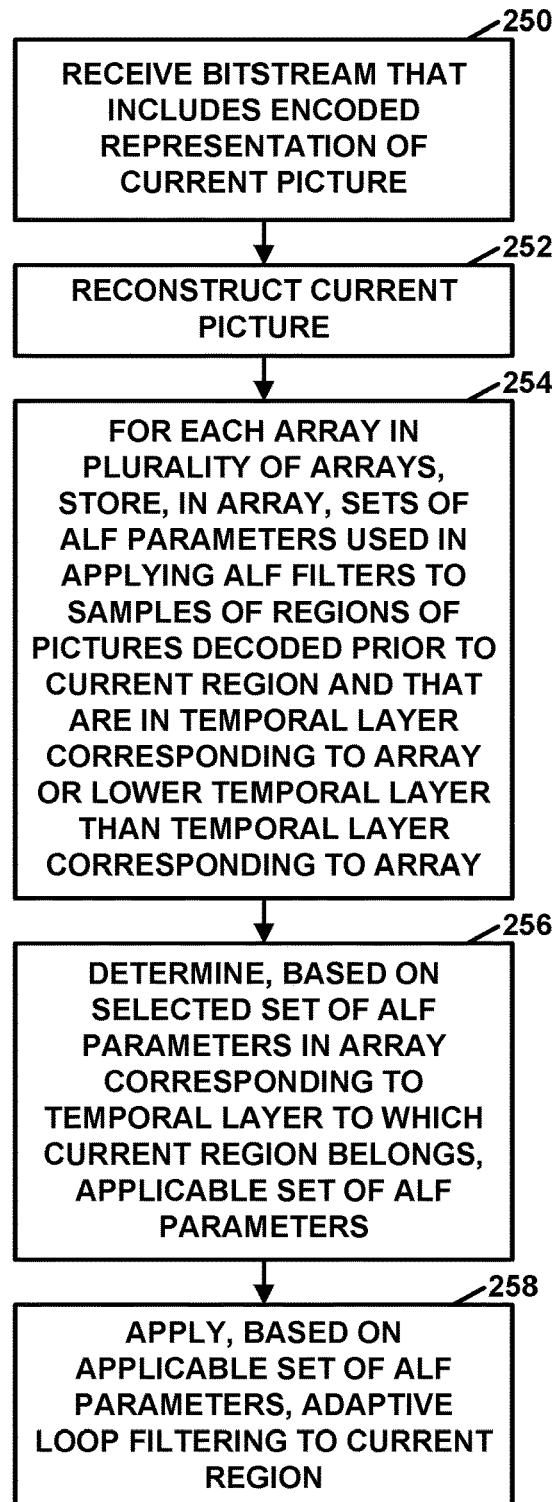 250
RECEIVE BITSTREAM THAT
INCLUDES ENCODED
REPRESENTATION OF
CURRENT PICTURE
252
RECONSTRUCT CURRENT
PICTURE
254
FOR EACH ARRAY IN
PLURALITY OF ARRAYS,
STORE, IN ARRAY, SETS OF
ALF PARAMETERS USED IN
APPLYING ALF FILTERS TO
SAMPLES OF REGIONS OF
PICTURES DECODED PRIOR TO
CURRENT REGION AND THAT
ARE IN TEMPORAL LAYER
CORRESPONDING TO ARRAY
OR LOWER TEMPORAL LAYER
THAN TEMPORAL LAYER
CORRESPONDING TO ARRAY
256
DETERMINE, BASED ON
SELECTED SET OF ALF
PARAMETERS IN ARRAY
CORRESPONDING TO
TEMPORAL LAYER TO WHICH
CURRENT REGION BELONGS,
APPLICABLE SET OF ALF
PARAMETERS
258
APPLY, BASED ON
APPLICABLE SET OF ALF
PARAMETERS, ADAPTIVE
LOOP FILTERING TO CURRENT
REGION